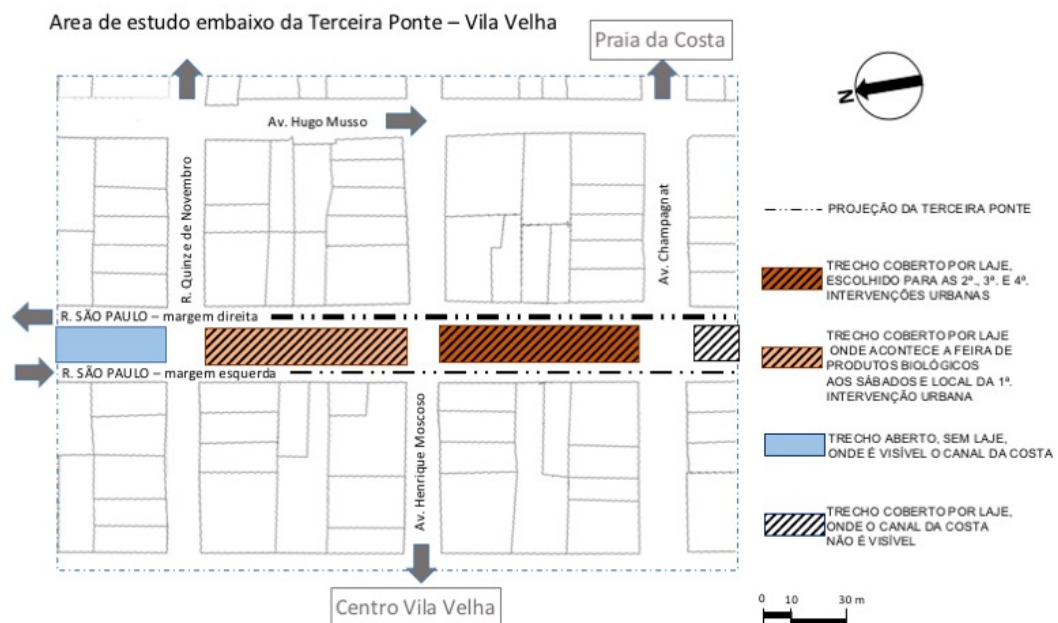 Area de estudo embaixo da Terceira Ponte – Vila Velha
Praia da Costa
N
Av. Hugo Musso
R. Quinze de Novembro
Av. Champagnat
R. SÃO PAULO – margem direita
R. SÃO PAULO – margem esquerda
Av. Henrique Moscoso
Centro Vila Velha
PROJEÇÃO DA TERCEIRA PONTE
TRECHO COBERTO POR LAJE,
ESCOLHIDO PARA AS 2ª., 3ª. E 4ª.
INTERVENÇÕES URBANAS
TRECHO COBERTO POR LAJE
ONDE ACONTECE A FEIRA DE
PRODUTOS BIOLÓGICOS
AOS SÁBADOS E LOCAL DA 1ª.
INTERVENÇÃO URBANA
TRECHO ABERTO, SEM LAJE,
ONDE É VISÍVEL O CANAL DA COSTA
TRECHO COBERTO POR LAJE,
ONDE O CANAL DA COSTA
NÃO É VISÍVEL
0 10 30 m